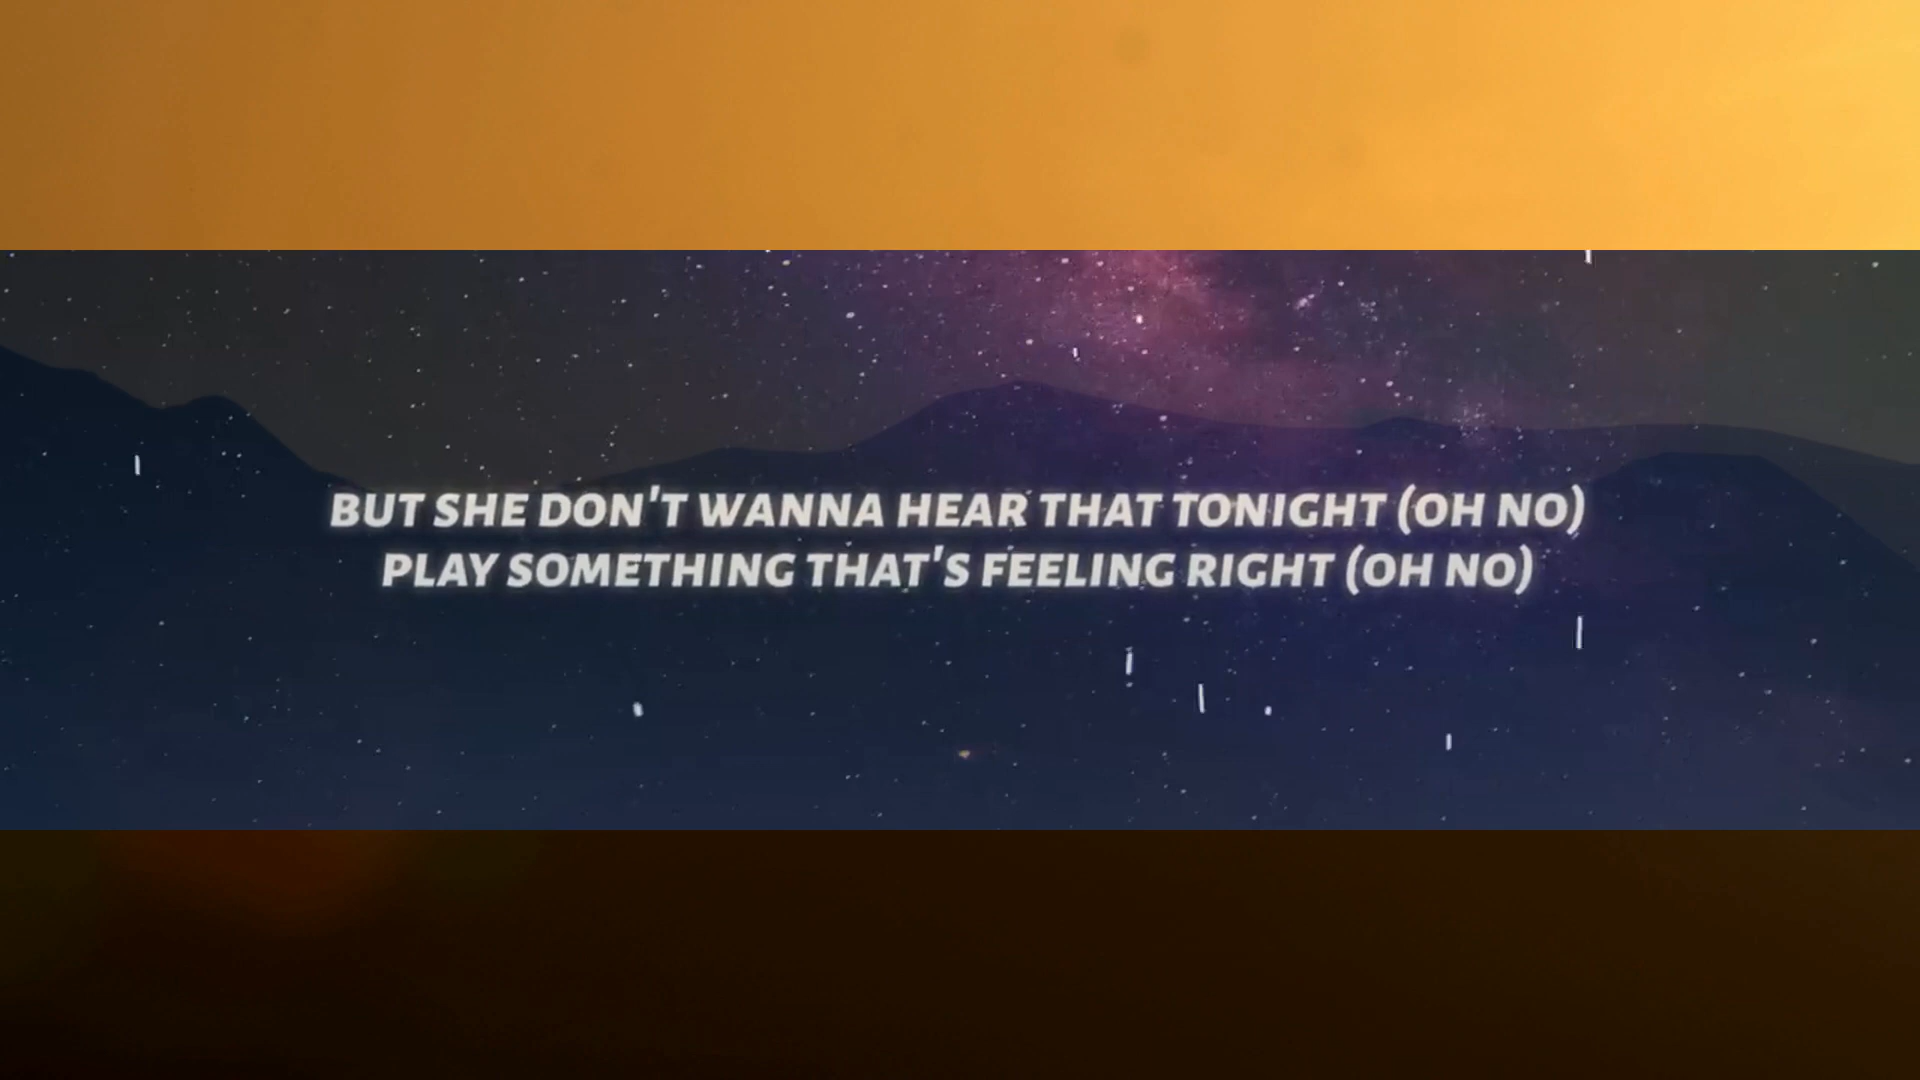 BUT SHE DON'T WANNA HEAR THAT TONIGHT (OH NO)
PLAY SOMETHING THAT'S FEELING RIGHT (OH NO)